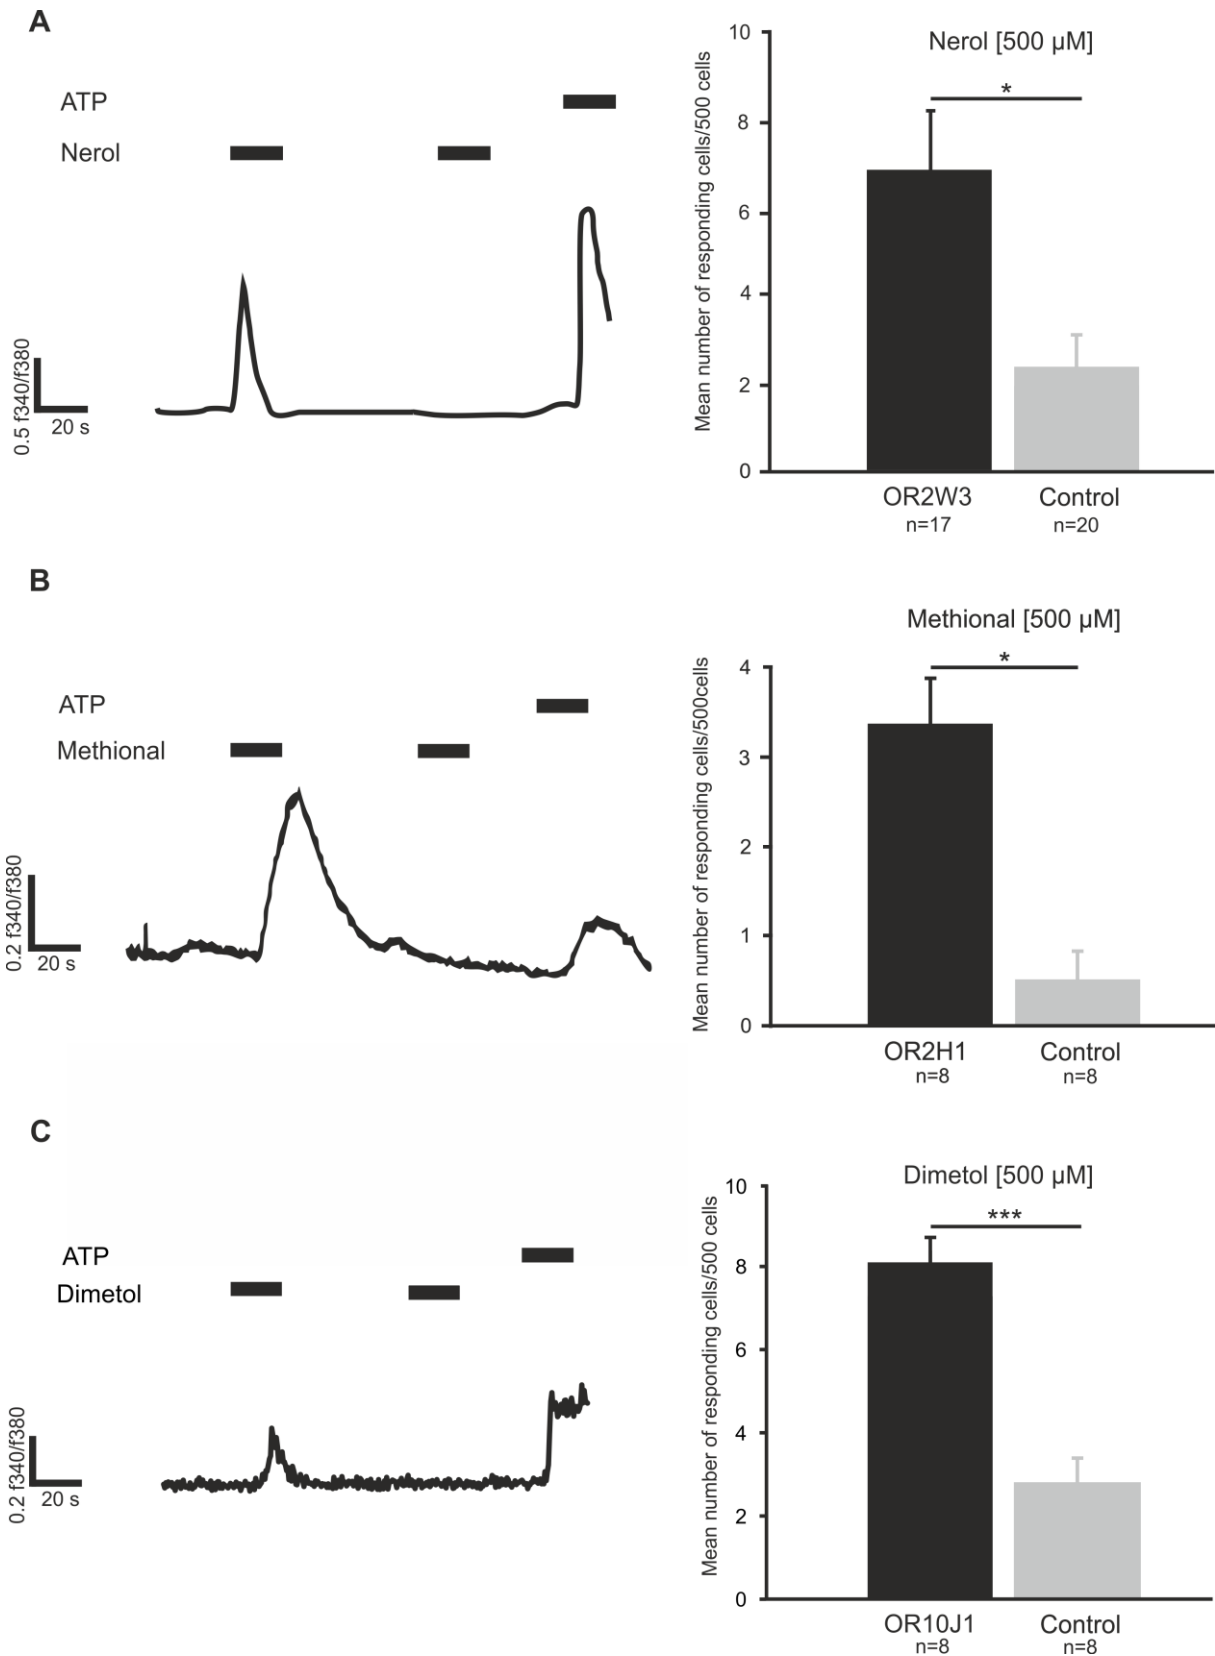 A
ATP
Nerol
0.5 f340/f380
20 s
Nerol [500 µM]
*
Mean number of responding cells/500 cells
10
8
6
4
2
0
OR2W3
n=17
Control
n=20
B
ATP
Methional
0.2 f340/f380
20 s
Methional [500 µM]
*
Mean number of responding cells/500cells
4
3
2
1
0
OR2H1
n=8
Control
n=8
C
ATP
Dimetol
0.2 f340/f380
20 s
Dimetol [500 µM]
***
Mean number of responding cells/500 cells
10
8
6
4
2
0
OR10J1
n=8
Control
n=8